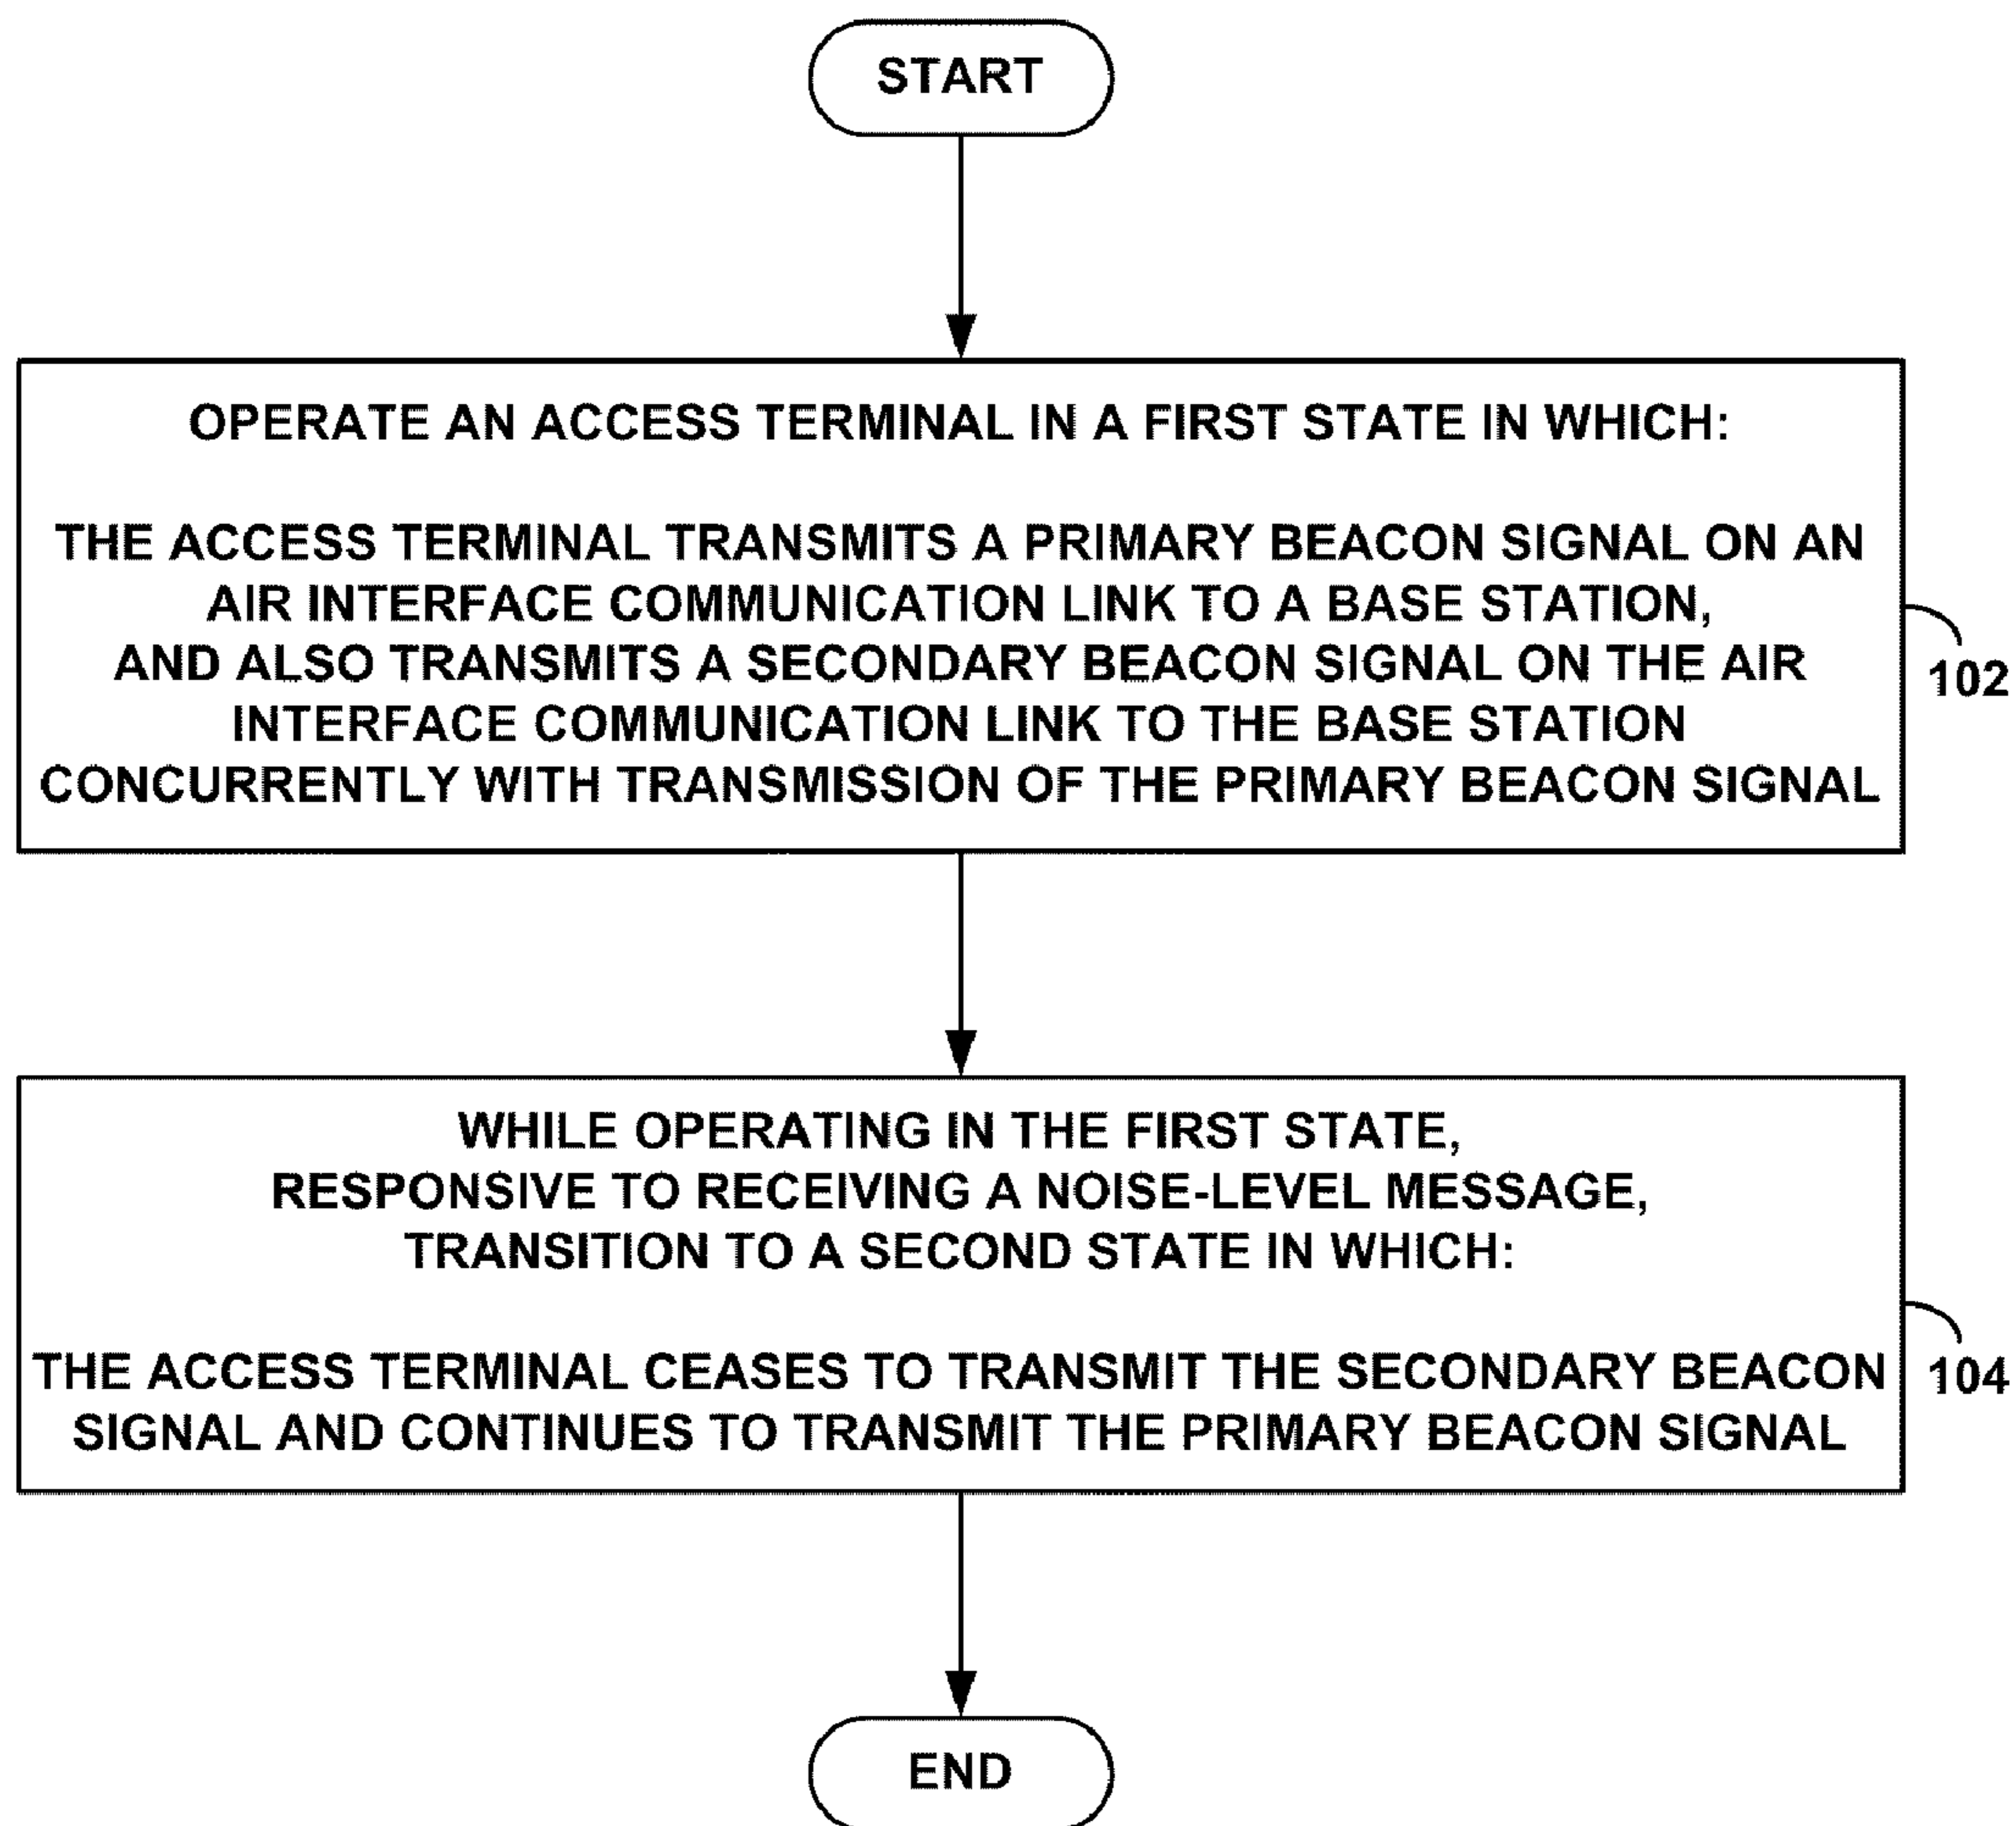 START
OPERATE AN ACCESS TERMINAL IN A FIRST STATE IN WHICH:
THE ACCESS TERMINAL TRANSMITS A PRIMARY BEACON SIGNAL ON AN
AIR INTERFACE COMMUNICATION LINK TO A BASE STATION,
AND ALSO TRANSMITS A SECONDARY BEACON SIGNAL ON THE AIR
INTERFACE COMMUNICATION LINK TO THE BASE STATION
CONCURRENTLY WITH TRANSMISSION OF THE PRIMARY BEACON SIGNAL
102
WHILE OPERATING IN THE FIRST STATE,
RESPONSIVE TO RECEIVING A NOISE-LEVEL MESSAGE,
TRANSITION TO A SECOND STATE IN WHICH:
THE ACCESS TERMINAL CEASES TO TRANSMIT THE SECONDARY BEACON
SIGNAL AND CONTINUES TO TRANSMIT THE PRIMARY BEACON SIGNAL
104
END